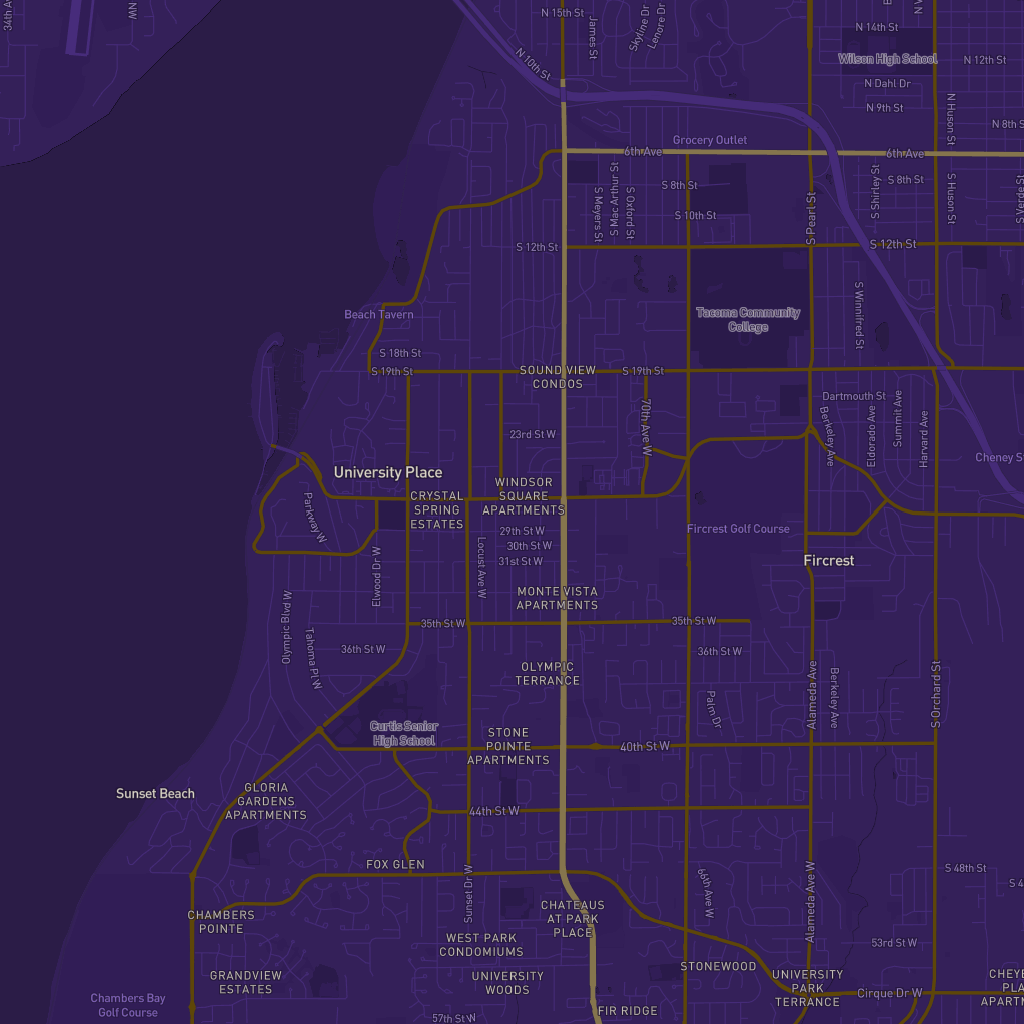 34th A
NW
N 15th St
James St
Skyline Dr
Lenore Dr
N 14th St
Wilson High School
N 12th St
N 10th St
N Dahl Dr
N 9th St
N Huson St
N 8th S
Grocery Outlet
6th Ave
6th Ave
S 8th St
S 8th St
S Meyers St
S Mac Arthur St
S Oxford St
S Shirley St
S Huson St
S Verde St
S 10th St
S Pearl St
S 12th St
S 12th St
Beach Tavern
S Winnifred St
Tacoma Community
College
S 18th St
S 19th St
SOUND VIEW
CONDOS
S 19th St
Dartmouth St
70th Ave W
Berkeley Ave
Eldorado Ave
Summit Ave
Harvard Ave
23rd St W
Cheney St
University Place
WINDSOR
SQUARE
APARTMENTS
CRYSTAL
SPRING
ESTATES
Parkway W
29th St W
30th St W
31st St W
Fircrest Golf Course
Locust Ave W
Elwood Dr W
Fircrest
MONTE VISTA
APARTMENTS
Olympic Blvd W
35th St W
35th St W
Tahoma Pl W
36th St W
36th St W
OLYMPIC
TERRANCE
Palm Dr
Alameda Ave
Berkeley Ave
S Orchard St
Curtis Senior
High School
STONE
POINTE
APARTMENTS
40th St W
Sunset Beach
GLORIA
GARDENS
APARTMENTS
44th St W
FOX GLEN
S 48th St
S 4
Sunset Dr W
66th Ave W
Alameda Ave W
CHATEAUS
AT PARK
PLACE
CHAMBERS
POINTE
WEST PARK
CONDOMIUMS
53rd St W
GRANDVIEW
ESTATES
UNIVERSITY
WOODS
STONEWOOD
UNIVERSITY
PARK
TERRANCE
CHEYE
PLA
APARTM
Cirque Dr W
Chambers Bay
Golf Course
57th St W
FIR RIDGE